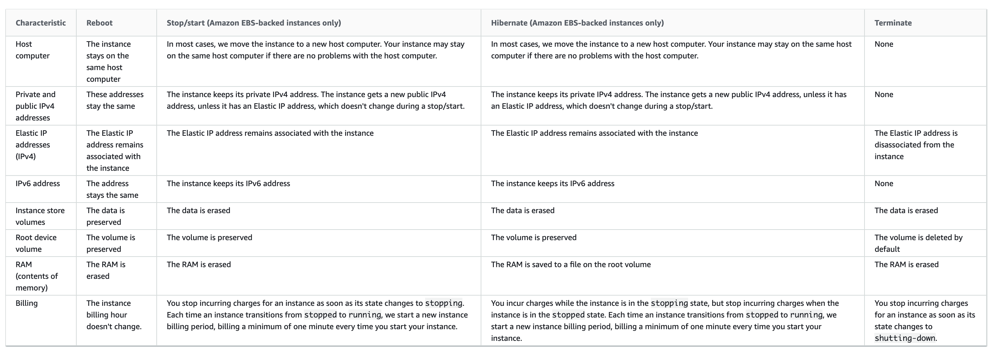 Characteristic
Reboot
Stop/start (Amazon EBS-backed instances only)
Hibernate (Amazon EBS-backed instances only)
Terminate
Host
computer
The instance
stays on the
same host
computer
In most cases, we move the instance to a new host computer. Your instance may stay
on the same host computer if there are no problems with the host computer.
In most cases, we move the instance to a new host computer. Your instance may stay on the same host
computer if there are no problems with the host computer.
None
Private and
public IPv4
addresses
These addresses
stay the same
The instance keeps its private IPv4 address. The instance gets a new public IPv4
address, unless it has an Elastic IP address, which doesn't change during a stop/start.
The instance keeps its private IPv4 address. The instance gets a new public IPv4 address, unless it has
an Elastic IP address, which doesn't change during a stop/start.
None
Elastic IP
addresses
(IPv4)
The Elastic IP
address remains
associated with
the instance
The Elastic IP address remains associated with the instance
The Elastic IP address remains associated with the instance
The Elastic IP address is
disassociated from the
instance
IPv6 address
The address
stays the same
The instance keeps its IPv6 address
The instance keeps its IPv6 address
None
Instance store
volumes
The data is
preserved
The data is erased
The data is erased
The data is erased
Root device
volume
The volume is
preserved
The volume is preserved
The volume is preserved
The volume is deleted by
default
RAM
(contents of
memory)
The RAM is
erased
The RAM is erased
The RAM is saved to a file on the root volume
The RAM is erased
Billing
The instance
billing hour
doesn't change.
You stop incurring charges for an instance as soon as its state changes to stopping.
Each time an instance transitions from stopped to running, we start a new instance
billing period, billing a minimum of one minute every time you start your instance.
You incur charges while the instance is in the stopping state, but stop incurring charges when the
instance is in the stopped state. Each time an instance transitions from stopped to running, we
start a new instance billing period, billing a minimum of one minute every time you start your
instance.
You stop incurring charges
for an instance as soon as its
state changes to
shutting-down.